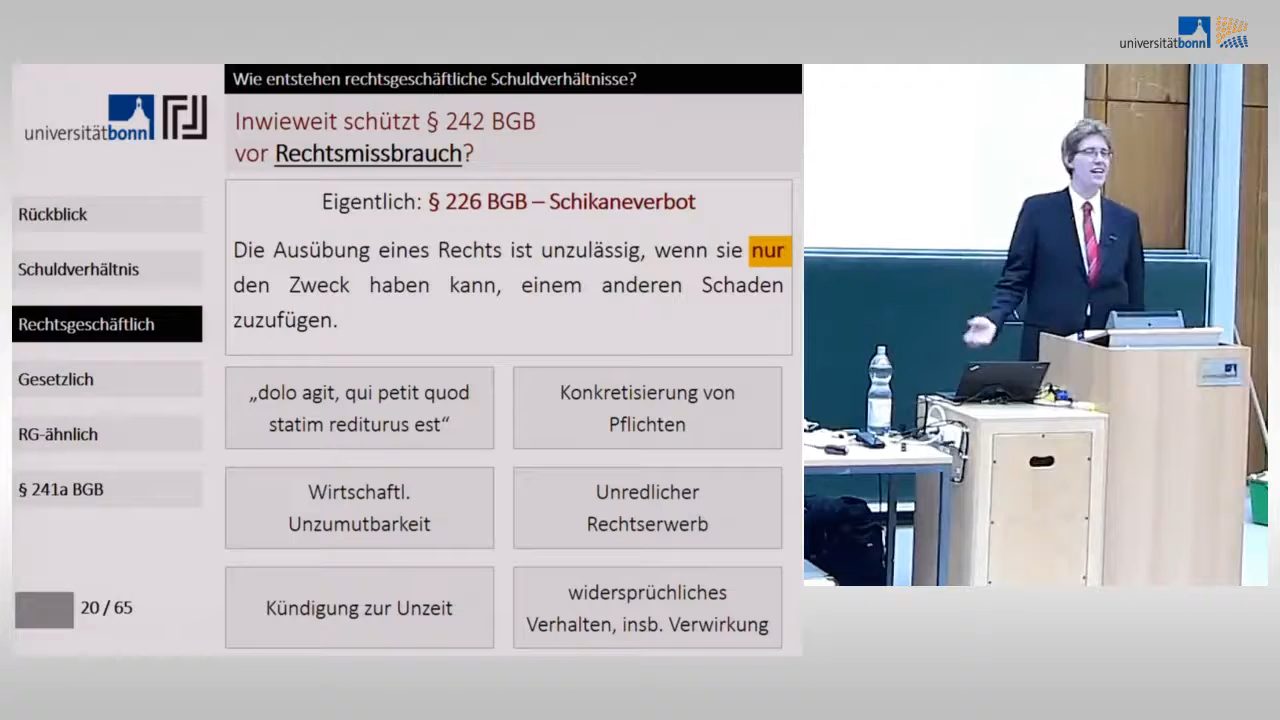 universitätbonn
Wie entstehen rechtsgeschäftliche Schuldverhältnisse?
universitätbonn
Inwieweit schützt § 242 BGB
vor Rechtsmissbrauch?
Rückblick
Schuldverhältnis
Rechtsgeschäftlich
Gesetzlich
RG-ähnlich
§ 241a BGB
20 / 65
Eigentlich: § 226 BGB – Schikaneverbot
Die Ausübung eines Rechts ist unzulässig, wenn sie nur
den Zweck haben kann, einem anderen Schaden
zuzufügen.
„dolo agit, qui petit quod
statim rediturus est“
Konkretisierung von
Pflichten
Wirtschaftl.
Unzumutbarkeit
Unredlicher
Rechtserwerb
Kündigung zur Unzeit
widersprüchliches
Verhalten, insb. Verwirkung